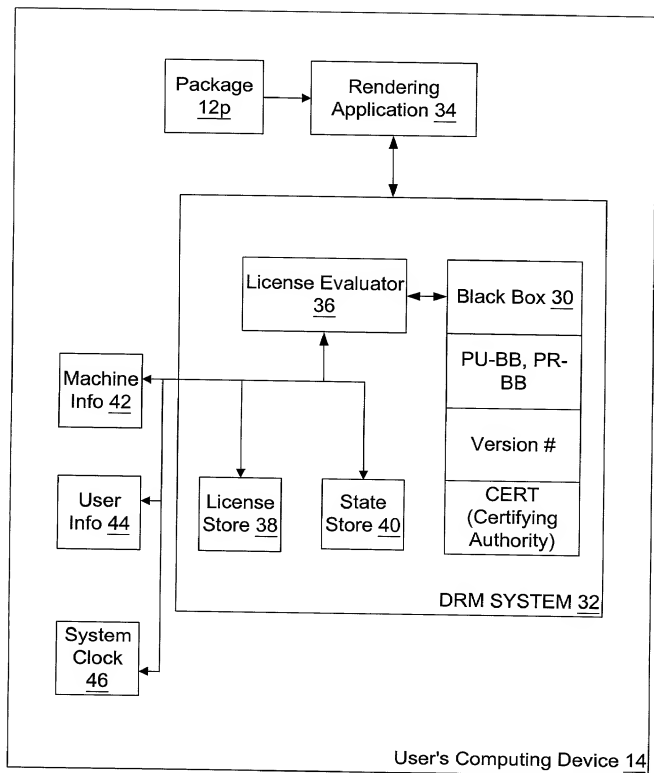 Package
12p
Rendering
Application 34
License Evaluator
36
Black Box 30
PU-BB, PR-
BB
Version #
CERT
(Certifying
Authority)
Machine
Info 42
User
Info 44
License
Store 38
State
Store 40
DRM SYSTEM 32
System
Clock
46
User's Computing Device 14